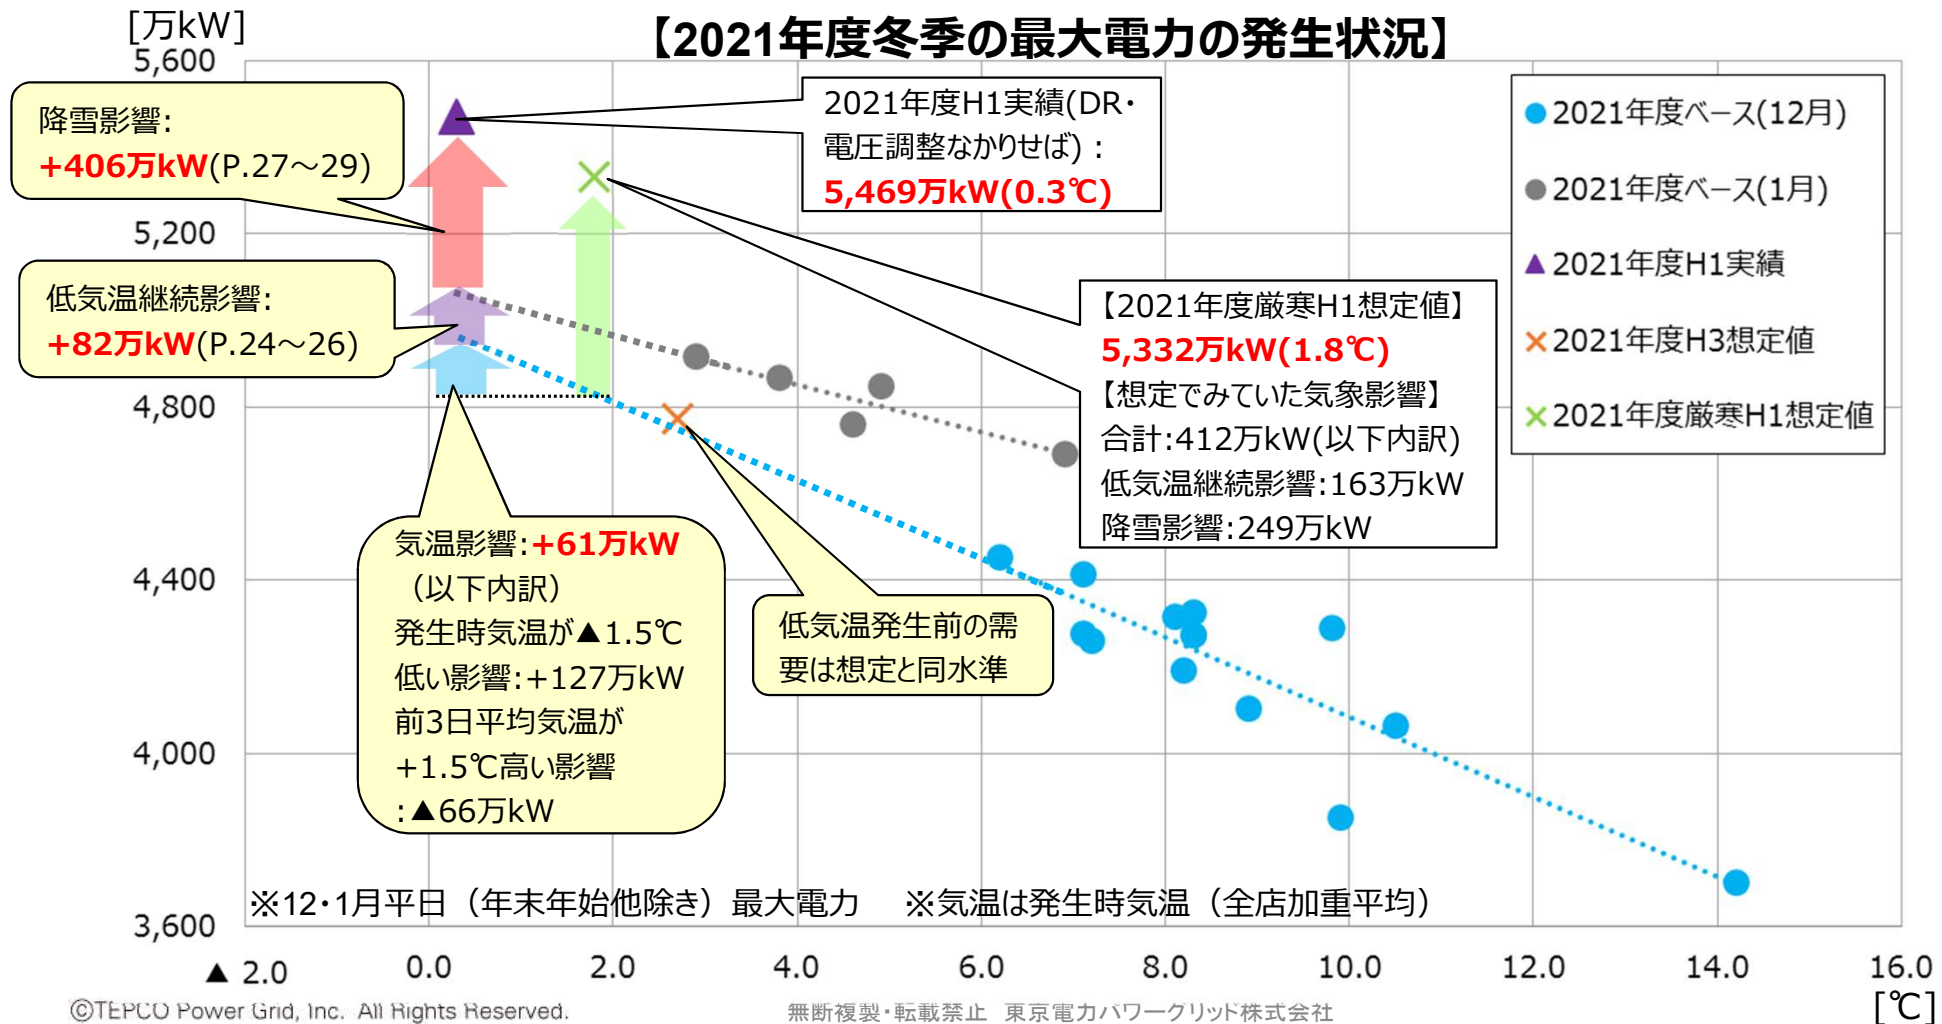 【2021年度冬季の最大電力の発生状況】
[万kW]
5,600
5,200
4,800
4,400
4,000
3,600
降雪影響:
+406万kW(P.27～29)
低気温継続影響:
+82万kW(P.24～26)
2021年度H1実績(DR・
電圧調整なかりせば)：
5,469万kW(0.3℃)
2021年度ベース(12月)
2021年度ベース(1月)
2021年度H1実績
2021年度H3想定値
2021年度厳寒H1想定値
【2021年度厳寒H1想定値】
5,332万kW(1.8℃)
【想定でみていた気象影響】
合計:412万kW(以下内訳)
低気温継続影響:163万kW
降雪影響:249万kW
気温影響:+61万kW
（以下内訳）
発生時気温が▲1.5℃
低い影響:+127万kW
前3日平均気温が
+1.5℃高い影響
:▲66万kW
低気温発生前の需
要は想定と同水準
※12・1月平日（年末年始他除き）最大電力　※気温は発生時気温（全店加重平均）
▲ 2.0 0.0 2.0 4.0 6.0 8.0 10.0 12.0 14.0 16.0
[℃]
©TEPCO Power Grid, Inc. All Rights Reserved.
無断複製・転載禁止 東京電力パワーグリッド株式会社